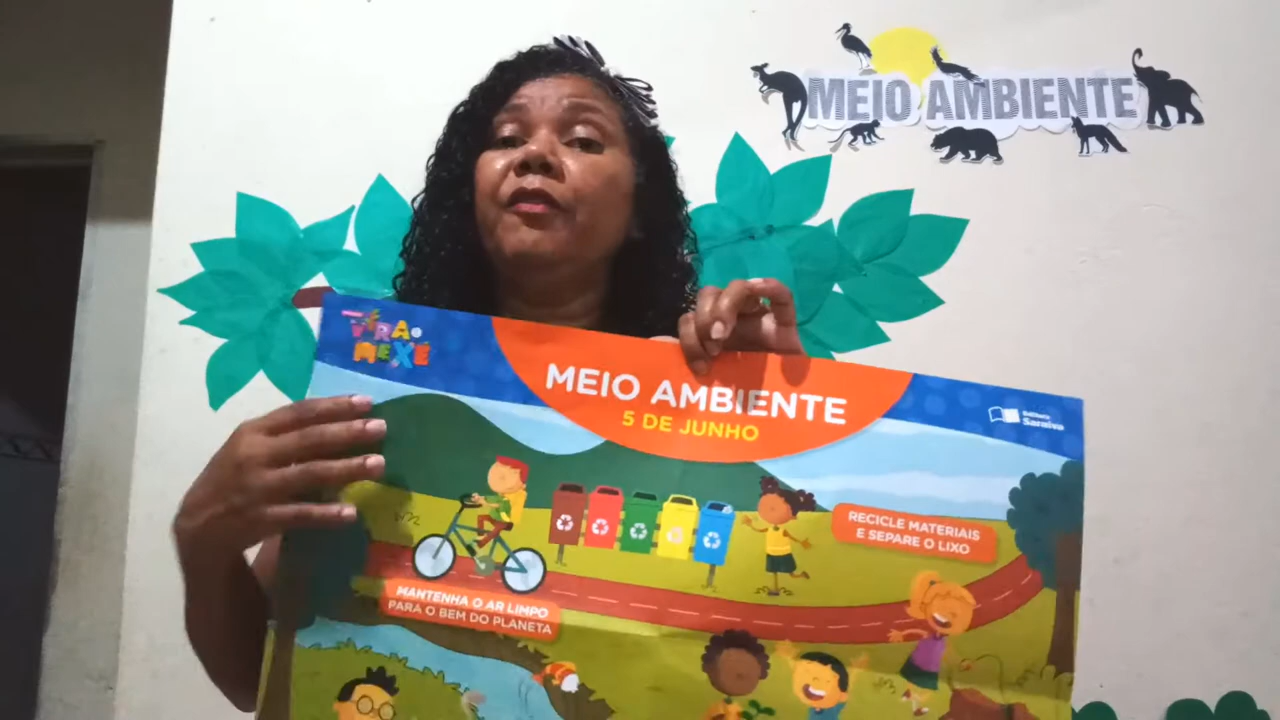 MEIO AMBIENTE
VIRA E
MEXE
MEIO AMBIENTE
5 DE JUNHO
Editora
Saraiva
RECICLE MATERIAIS
E SEPARE O LIXO
MANTENHA O AR LIMPO
PARA O BEM DO PLANETA